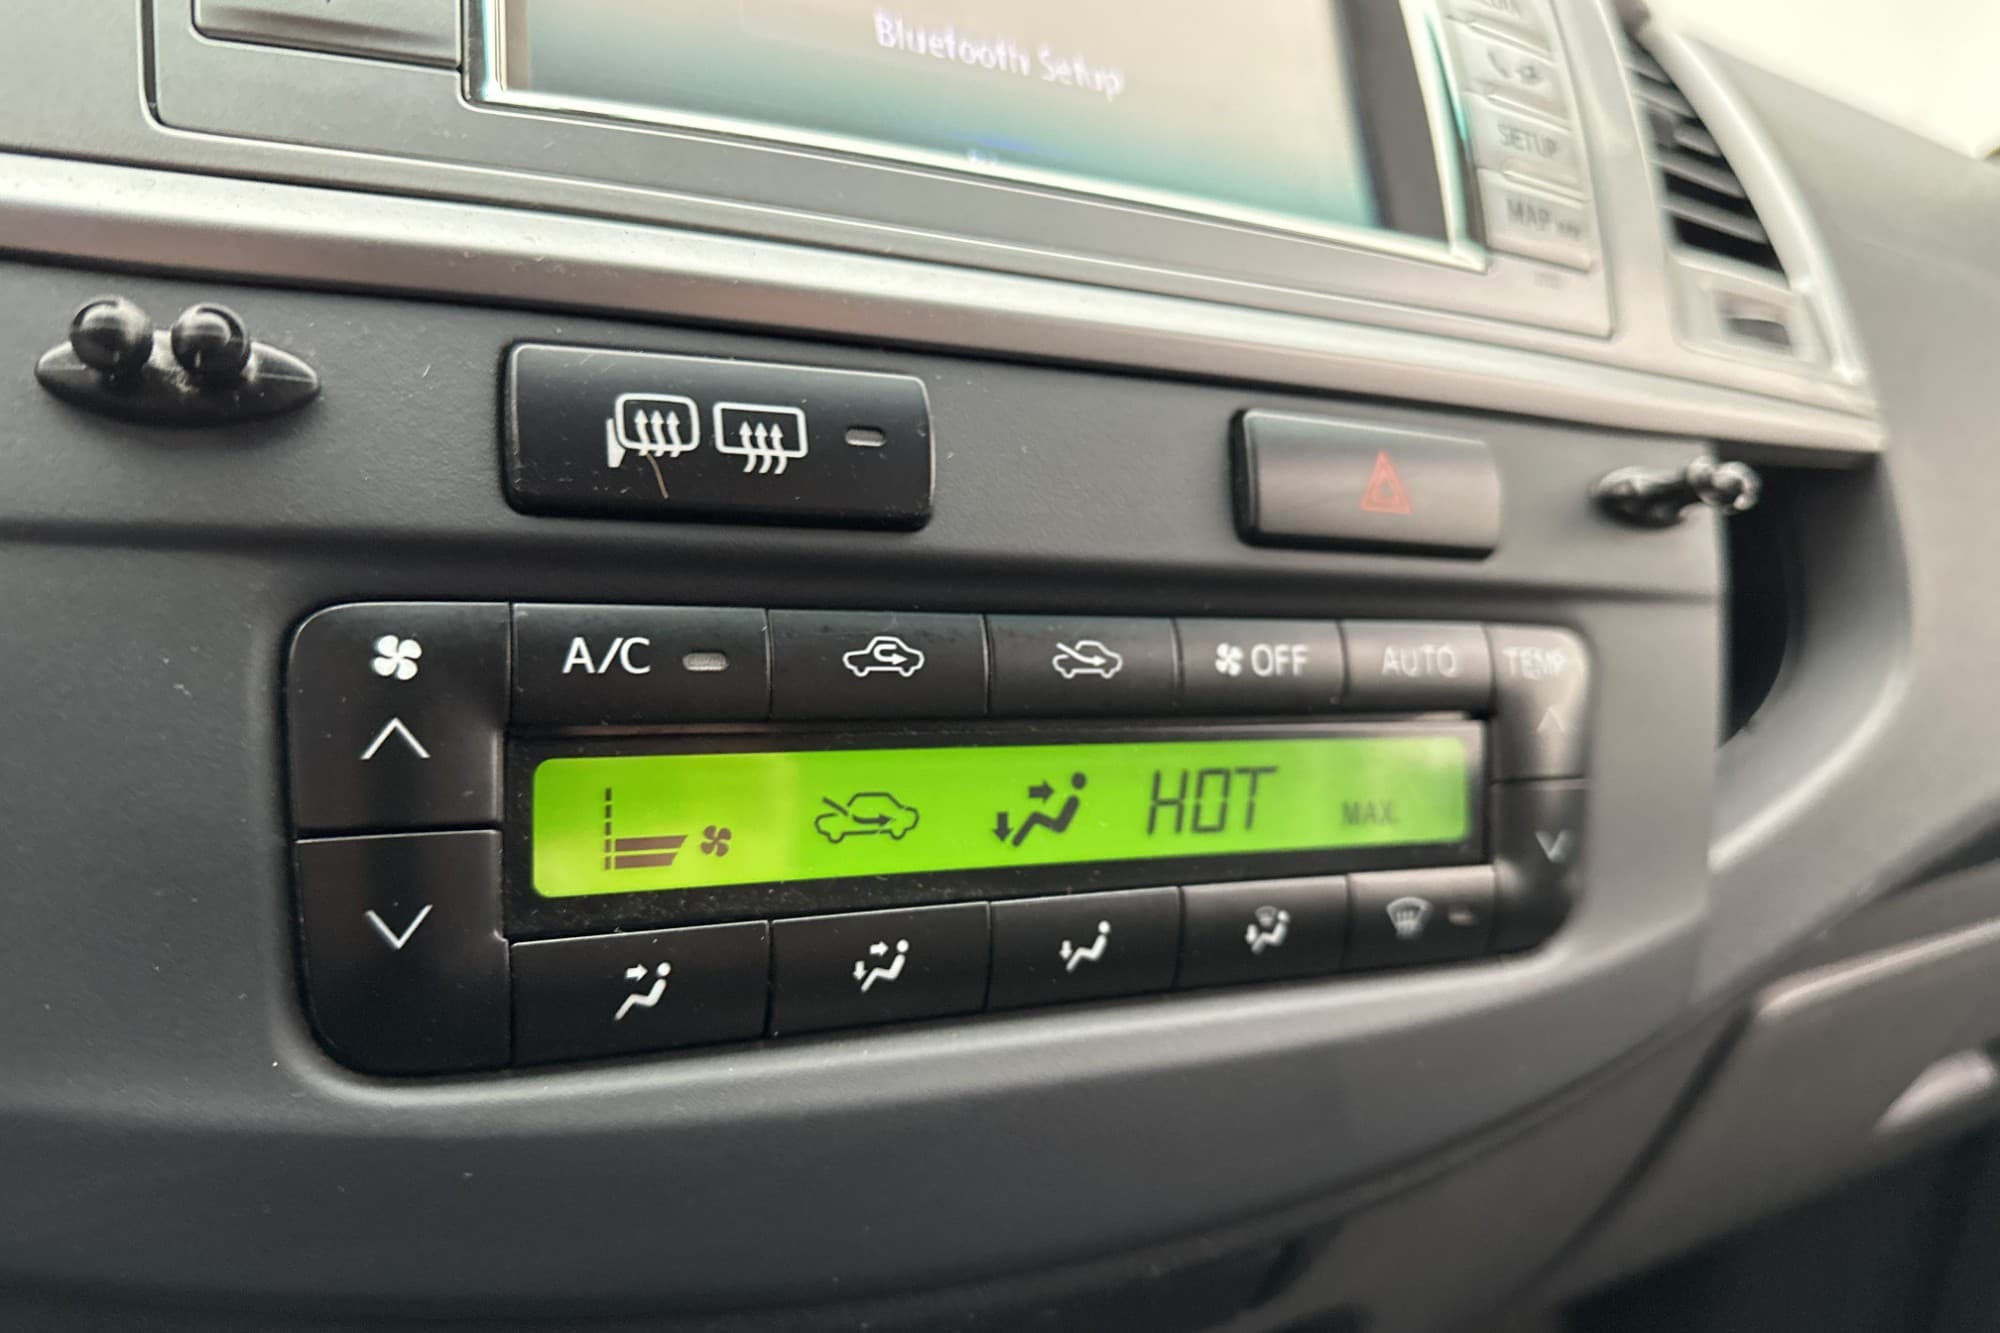 Bluetooth Setup
SETUP
MAP
A/C
OFF
AUTO
TEMP
HOT
MAX.